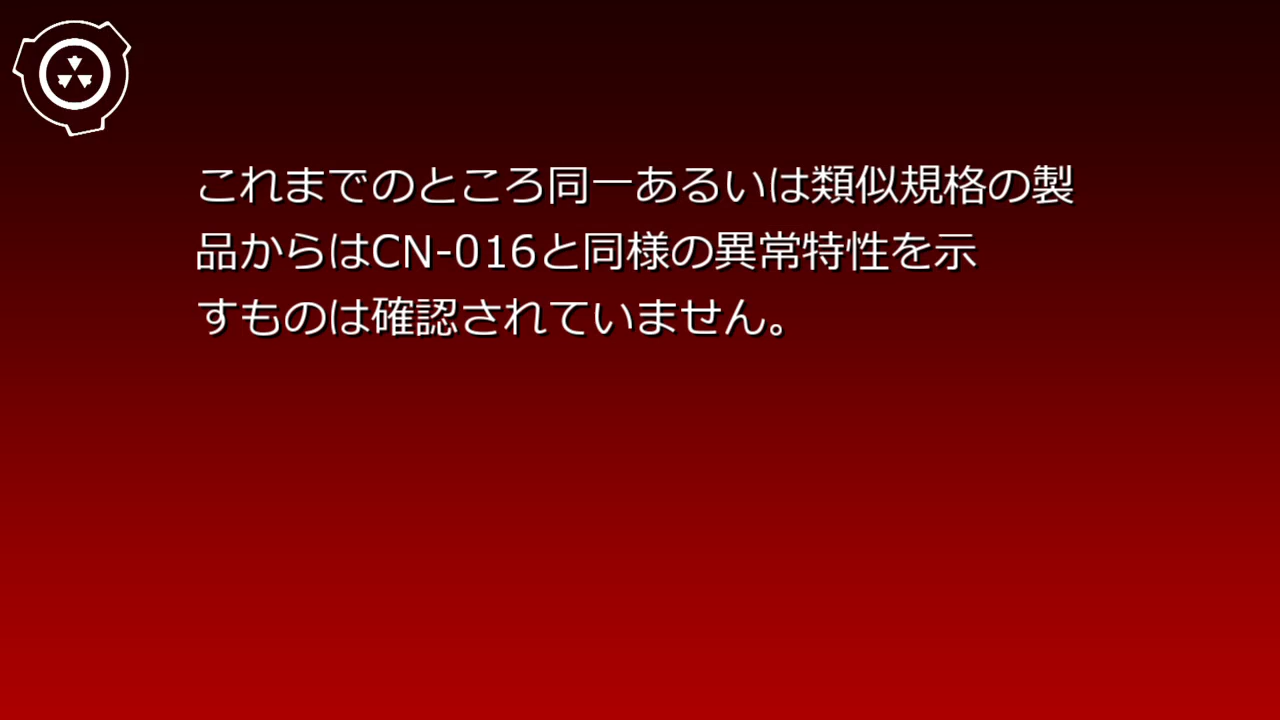 これまでのところ同一あるいは類似規格の製
品からはCN-016と同様の異常特性を示
すものは確認されていません。